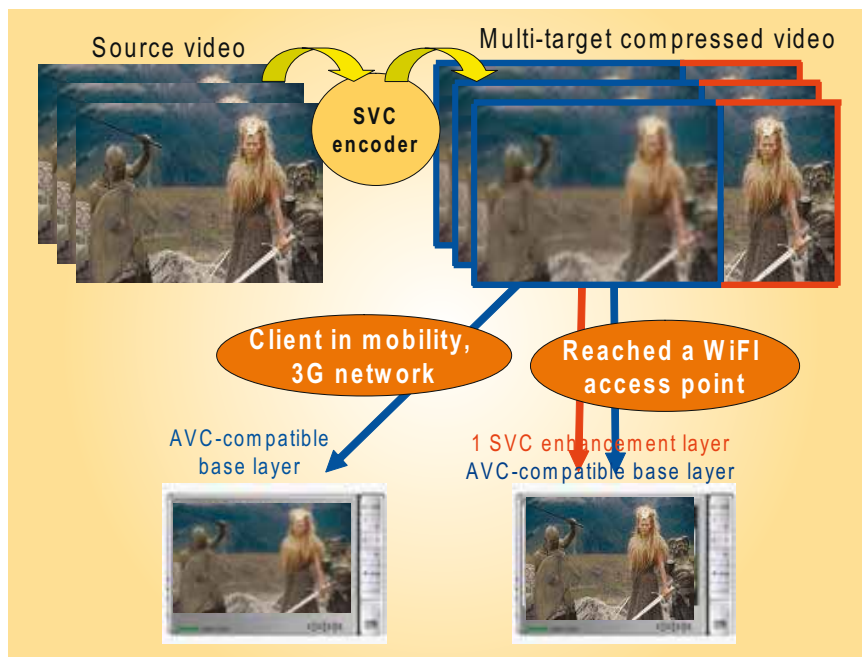 Source video
Multi-target compressed video
SVC
encoder
Client in mobility,
3G network
Reached a WiFI
access point
AVC-compatible
base layer
1 SVC enhancement layer
AVC-compatible base layer